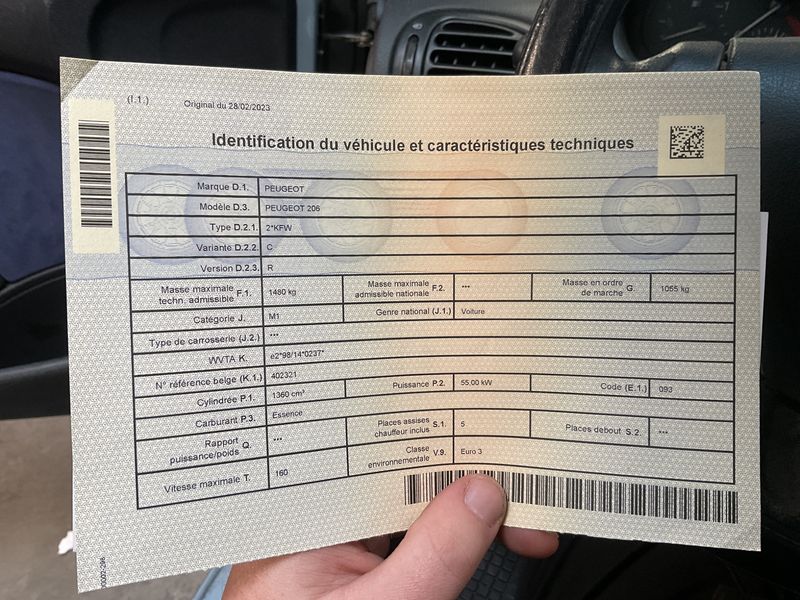 (I.1.) Original du 28/02/2023
Identification du véhicule et caractéristiques techniques
Marque D.1. PEUGEOT
Modèle D.3. PEUGEOT 206
Type D.2.1. 2*KFW
Variante D.2.2. C
Version D.2.3. R
Masse maximale techn. admissible F.1. 1480 kg Masse maximale admissible nationale F.2. *** Masse en ordre de marche G. 1055 kg
Catégorie J. M1 Genre national (J.1.) Voiture
Type de carrosserie (J.2.) ***
WVTA K. e2*98/14*0237*
N° référence belge (K.1.) 402321
Cylindrée P.1. 1360 cm³ Puissance P.2. 55,00 kW Code (E.1.) 093
Carburant P.3. Essence
Rapport puissance/poids Q. *** Places assises chauffeur inclus S.1. 5 Places debout S.2. ***
Vitesse maximale T. 160 Classe environnementale V.9. Euro 3